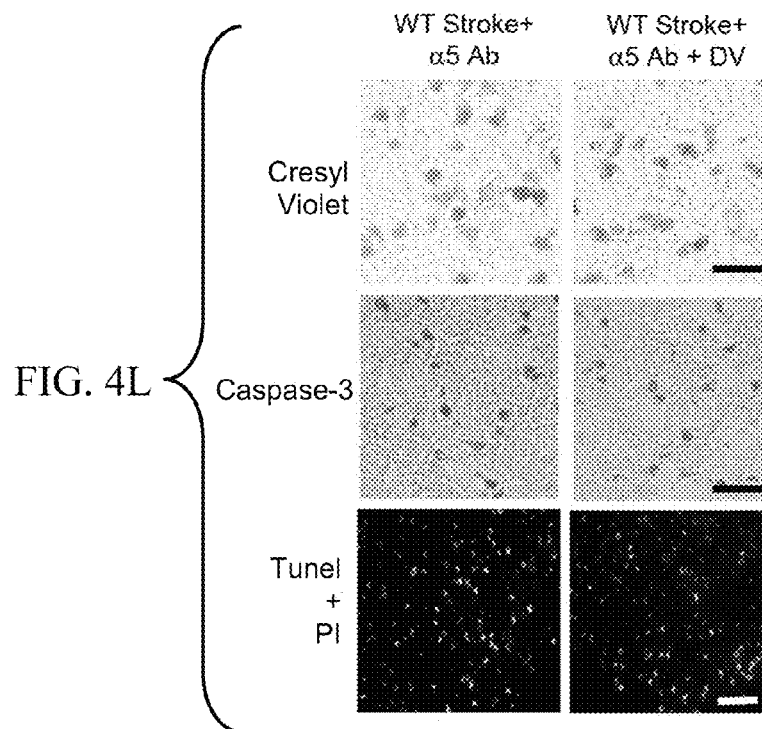 WT Stroke+
α5 Ab
WT Stroke+
α5 Ab + DV
Cresyl
Violet
FIG. 4L
Caspase-3
Tunel
+
PI